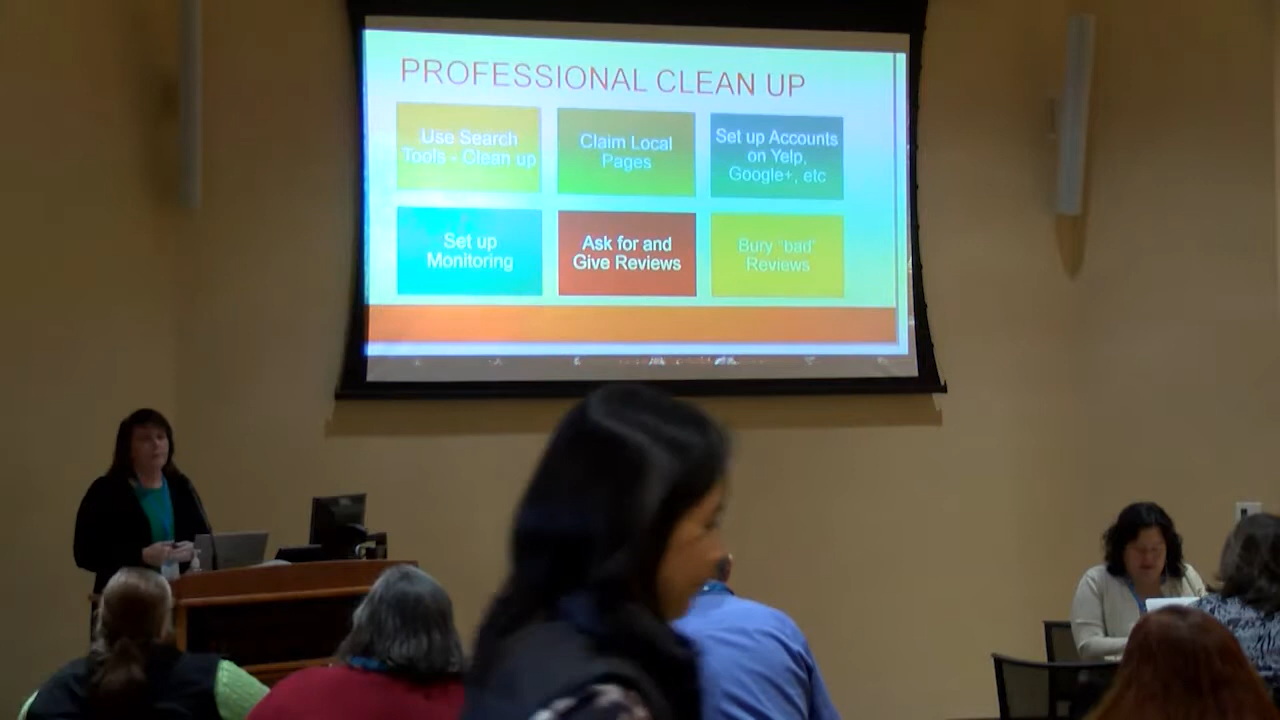 PROFESSIONAL CLEAN UP
Use Search
Tools - Clean up
Claim Local
Pages
Set up Accounts
on Yelp,
Google+, etc
Set up
Monitoring
Ask for and
Give Reviews
Bury "bad"
Reviews